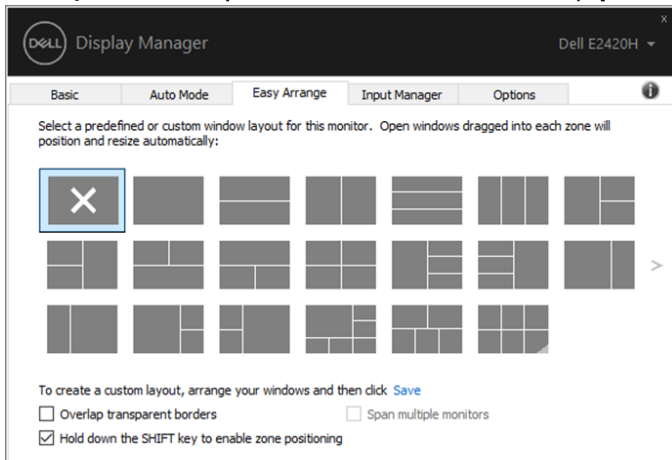 DELL Display Manager
Dell E2420H
x
Basic
Auto Mode
Easy Arrange
Input Manager
Options
Select a predefined or custom window layout for this monitor. Open windows dragged into each zone will
position and resize automatically:
To create a custom layout, arrange your windows and then click Save
Overlap transparent borders
Span multiple monitors
Hold down the SHIFT key to enable zone positioning